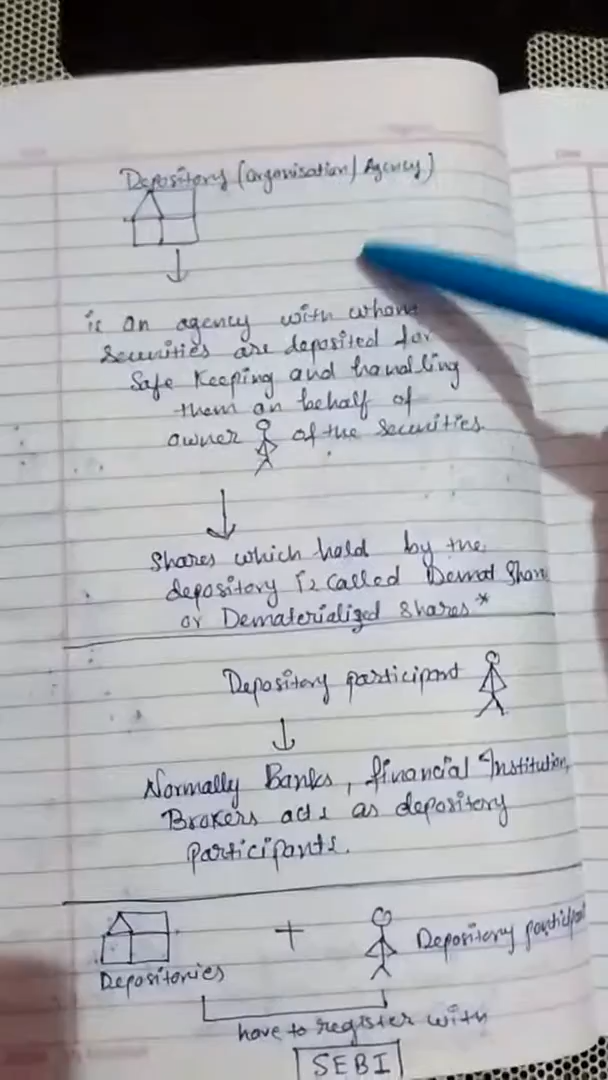 Depository (Organisation/Agency)
is an agency with whom
securities are deposited for
Safe Keeping and handling
them on behalf of
owner of the securities.
Shares which hold by the
depository is called Demat Share
or Dematerialized shares*
Depository participant
Normally Banks, financial Institution,
Brokers acts as depository
participants.
+
Depositories
Depository participant
have to register with
SEBI